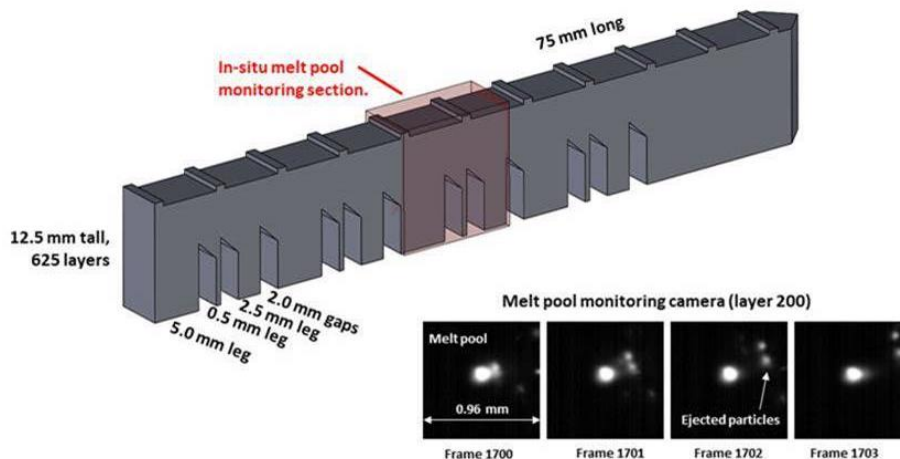 75 mm long
In-situ melt pool
monitoring section.
12.5 mm tall,
625 layers
2.0 mm gaps
2.5 mm leg
0.5 mm leg
5.0 mm leg
Melt pool monitoring camera (layer 200)
Melt pool
0.96 mm
Ejected particles
Frame 1700
Frame 1701
Frame 1702
Frame 1703